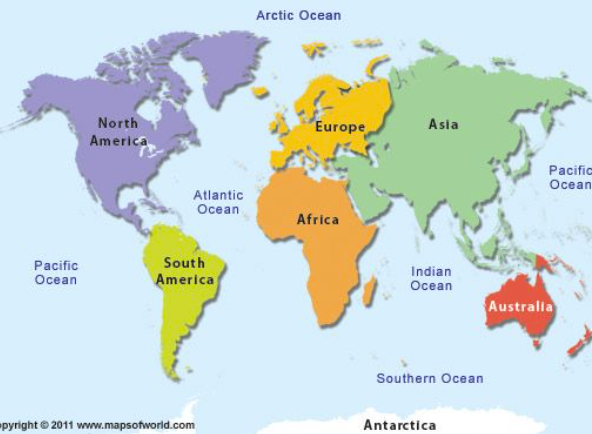 Arctic Ocean
North
America
Europe
Asia
Pacific
Ocean
Atlantic
Ocean
Africa
Pacific
Ocean
South
America
Indian
Ocean
Australia
Southern Ocean
opyright © 2011 www.mapsofworld.com
Antarctica